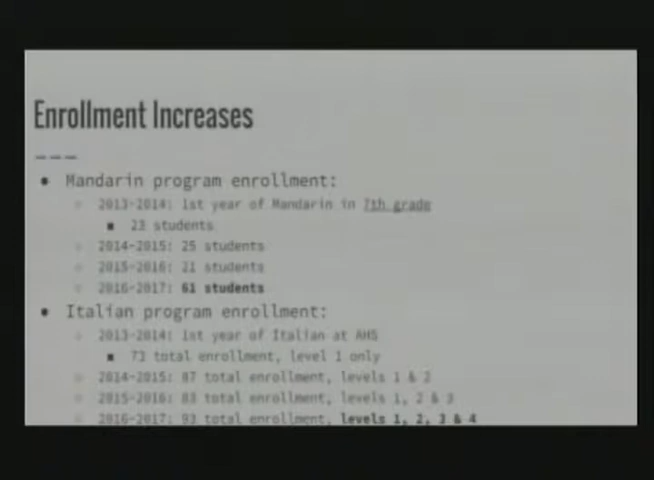 Enrollment Increases
Mandarin program enrollment:
2013-2014: 1st year of Mandarin in 7th grade
23 students
2014-2015: 25 students
2015-2016: 21 students
2016-2017: 61 students
Italian program enrollment:
2013-2014: 1st year of Italian at AHS
73 total enrollment, level 1 only
2014-2015: 87 total enrollment, levels 1 & 2
2015-2016: 83 total enrollment, levels 1, 2 & 3
2016-2017: 93 total enrollment, levels 1, 2, 3 & 4